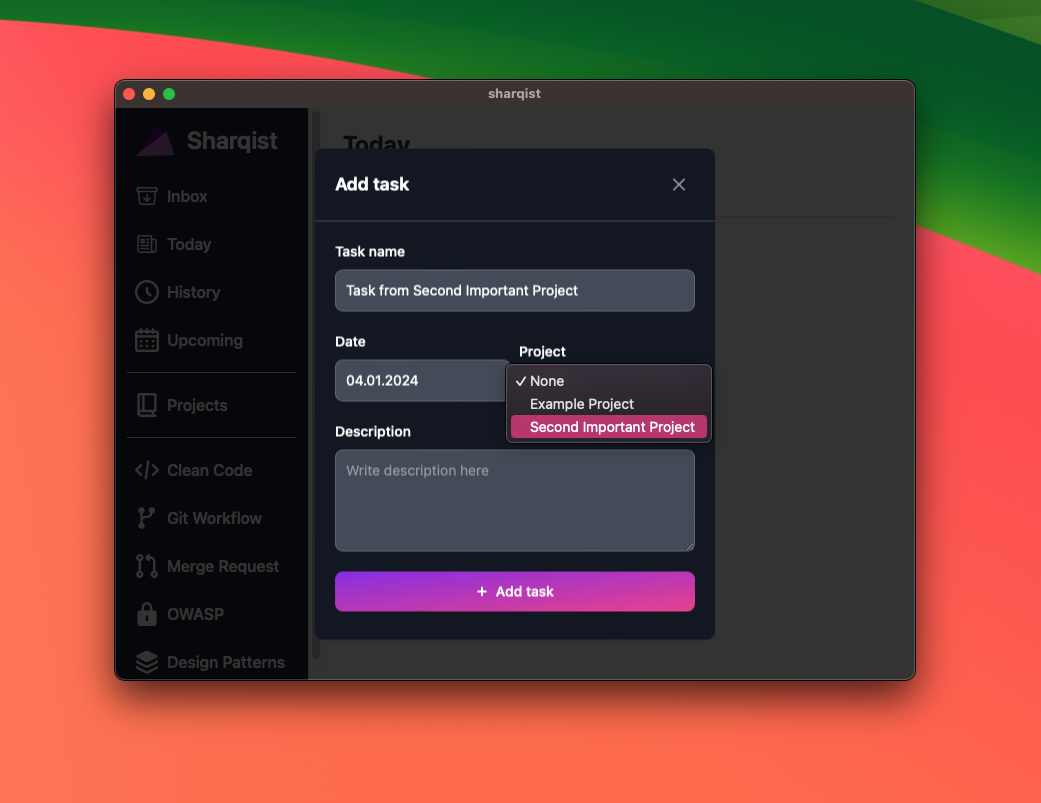 sharqist
Sharqist
Inbox
Today
History
Upcoming
Projects
Clean Code
Git Workflow
Merge Request
OWASP
Design Patterns
Today
Add task
Task name
Task from Second Important Project
Date
Project
04.01.2024
✓ None
Example Project
Second Important Project
Description
Write description here
+ Add task